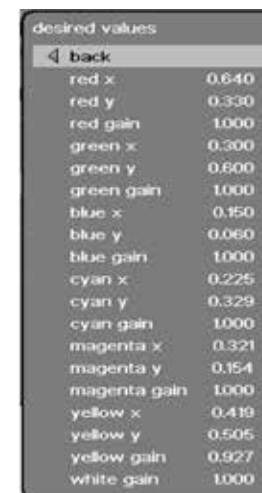 desired values
back
red x 0.640
red y 0.330
red gain 1.000
green x 0.300
green y 0.600
green gain 1.000
blue x 0.150
blue y 0.060
blue gain 1.000
cyan x 0.225
cyan y 0.329
cyan gain 1.000
magenta x 0.321
magenta y 0.154
magenta gain 1.000
yellow x 0.419
yellow y 0.505
yellow gain 0.927
white gain 1.000